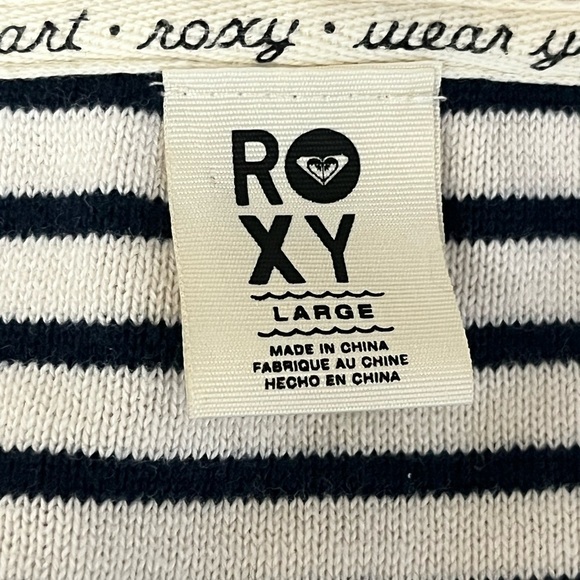 art • roxy • wear y
RO
XY
LARGE
MADE IN CHINA
FABRIQUE AU CHINE
HECHO EN CHINA